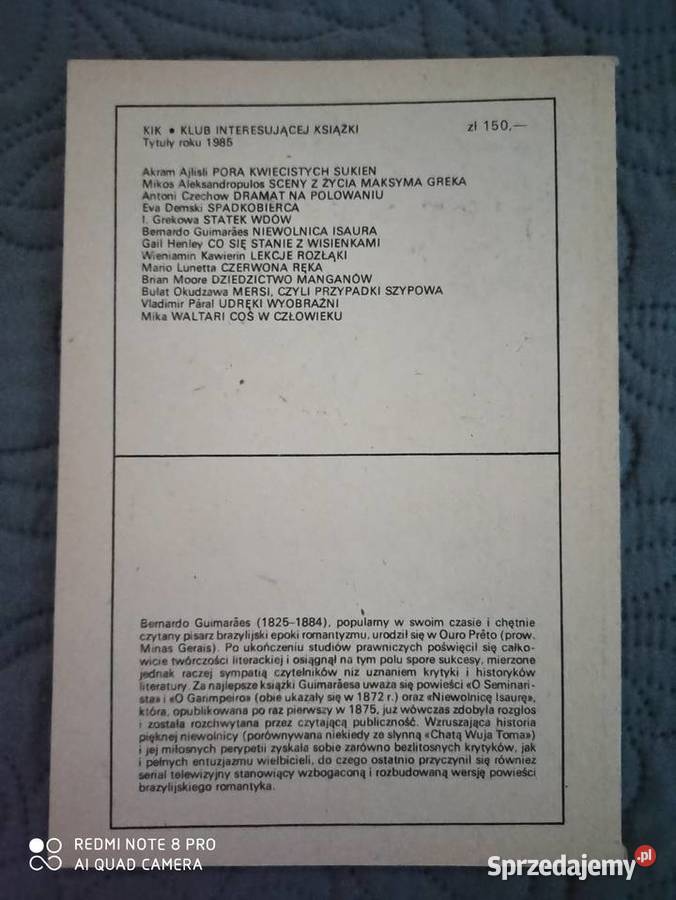 KIK • KLUB INTERESUJĄCEJ KSIĄŻKI zł 150,—
Tytuły roku 1985
Akram Ajlisli PORA KWIECISTYCH SUKIEN
Mikos Aleksandropulos SCENY Z ŻYCIA MAKSYMA GREKA
Antoni Czechow DRAMAT NA POLOWANIU
Eva Demski SPADKOBIERCA
I. Grekowa STATEK WDÓW
Bernardo Guimarães NIEWOLNICA ISAURA
Gail Henley CO SIĘ STANIE Z WISIENKAMI
Wieniamin Kawierin LEKCJE ROZŁĄKI
Mario Lunetta CZERWONA RĘKA
Brian Moore DZIEDZICTWO MANGANÓW
Bułat Okudżawa MERSI, CZYLI PRZYPADKI SZYPOWA
Vladimír Páral UDRĘKI WYOBRAŹNI
Mika WALTARI COŚ W CZŁOWIEKU
Bernardo Guimarães (1825-1884), popularny w swoim czasie i chętnie
czytany pisarz brazylijski epoki romantyzmu, urodził się w Ouro Prêto (prow.
Minas Gerais). Po ukończeniu studiów prawniczych poświęcił się całko-
wicie twórczości literackiej i osiągnął na tym polu spore sukcesy, mierzone
jednak raczej sympatią czytelników niż uznaniem krytyki i historyków
literatury. Za najlepsze książki Guimarãesa uważa się powieści «O Seminari-
sta» i «O Garimpeiro» (obie ukazały się w 1872 r.) oraz «Niewolnicę Isaurę»,
która, opublikowana po raz pierwszy w 1875, już wówczas zdobyła rozgłos
i została rozchwytana przez czytającą publiczność. Wzruszająca historia
pięknej niewolnicy (porównywana niekiedy ze słynną «Chatą Wuja Toma»)
i jej miłosnych perypetii zyskała sobie zarówno bezlitosnych krytyków, jak
i pełnych entuzjazmu wielbicieli, do czego ostatnio przyczynił się również
serial telewizyjny stanowiący wzbogaconą i rozbudowaną wersję powieści
brazylijskiego romantyka.
REDMI NOTE 8 PRO
AI QUAD CAMERA
Sprzedajemy.pl